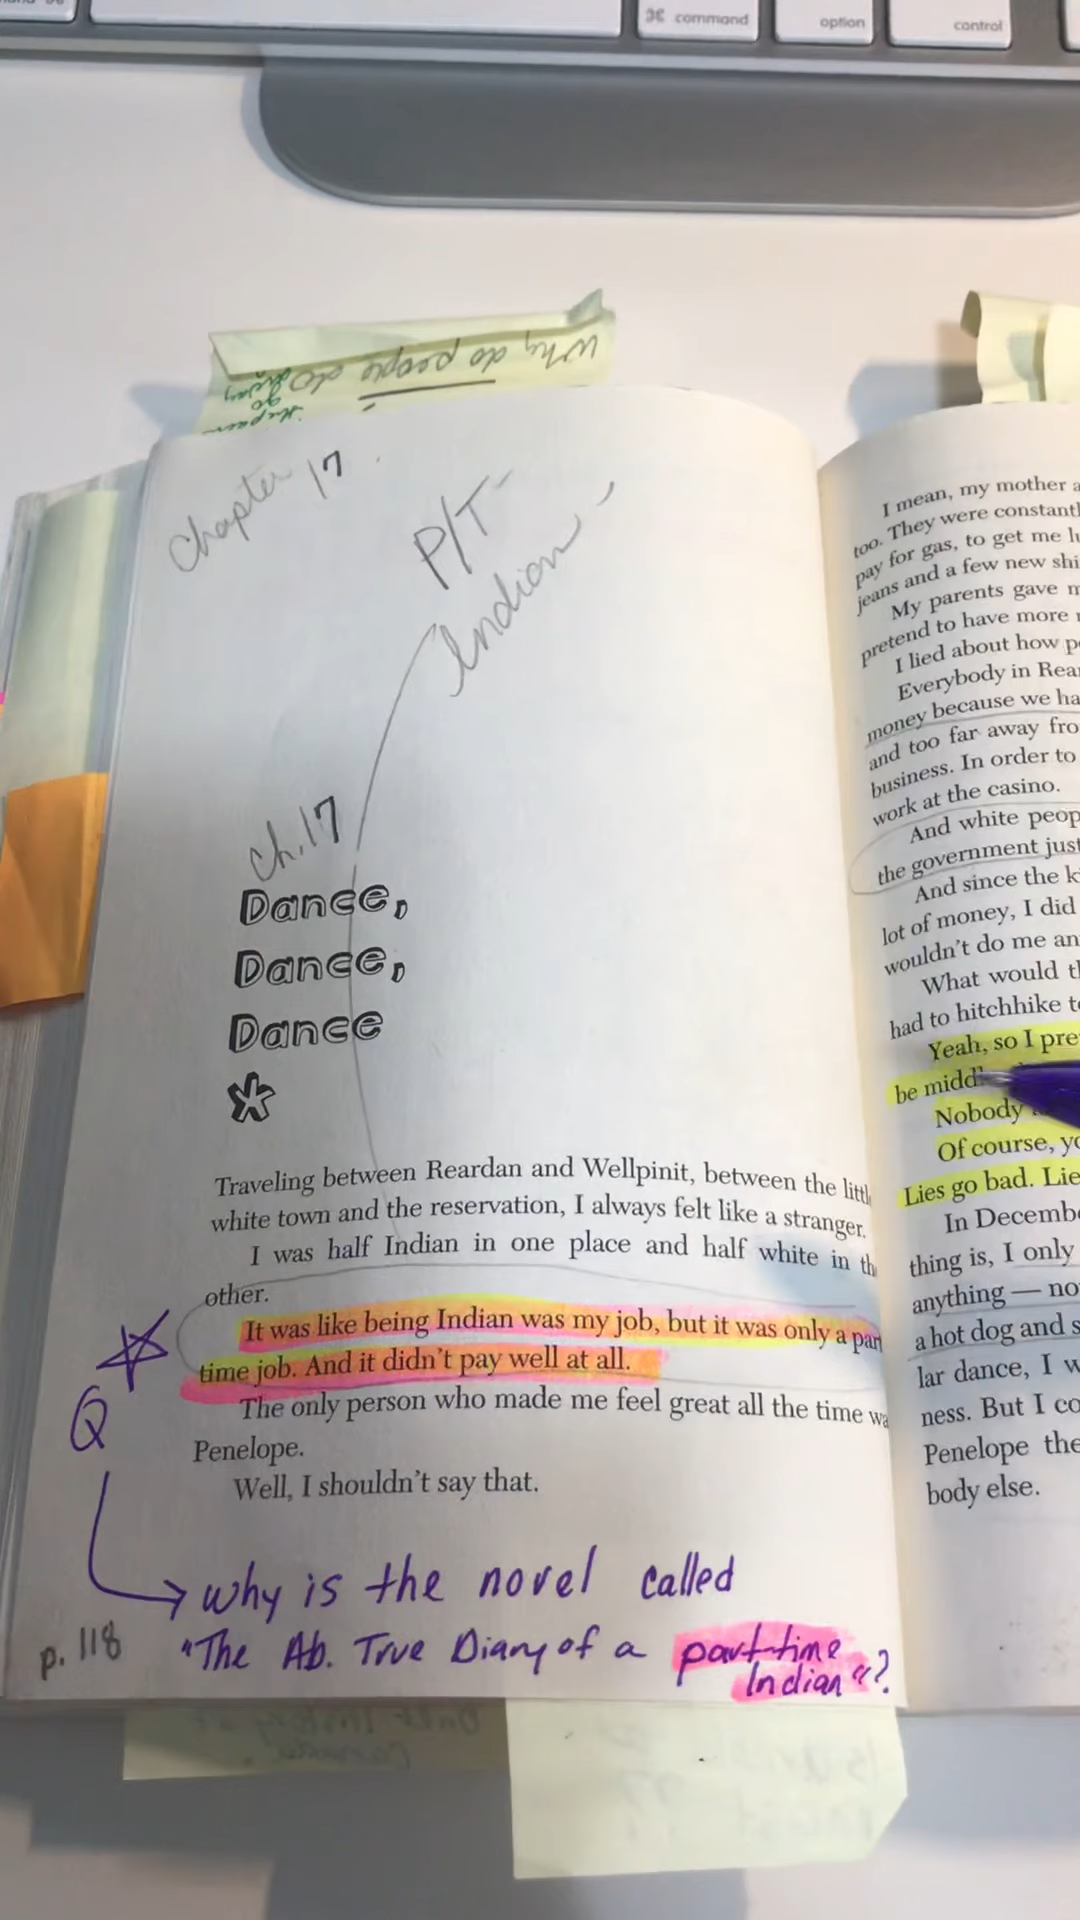 ⌘ command
option
control
why do people do
Chapter 17
P/T
Indian
ch.17
Dance,
Dance,
Dance
*
Traveling between Reardan and Wellpinit, between the littl
white town and the reservation, I always felt like a stranger.
I was half Indian in one place and half white in th
other.
It was like being Indian was my job, but it was only a par
time job. And it didn't pay well at all.
The only person who made me feel great all the time wa
Penelope.
Well, I shouldn't say that.
Q
→ why is the novel called
"The Ab. True Diary of a part-time
Indian"?
p. 118
I mean, my mother a
too. They were constantl
pay for gas, to get me lu
jeans and a few new shi
My parents gave m
pretend to have more
I lied about how p
Everybody in Rear
money because we ha
and too far away fro
business. In order to
work at the casino.
And white peop
the government just
And since the k
lot of money, I did
wouldn't do me an
What would th
had to hitchhike to
Yeah, so I pre
be middl
Nobody
Of course, yo
Lies go bad. Lie
In Decembe
thing is, I only
anything — no
a hot dog and s
lar dance, I w
ness. But I co
Penelope the
body else.